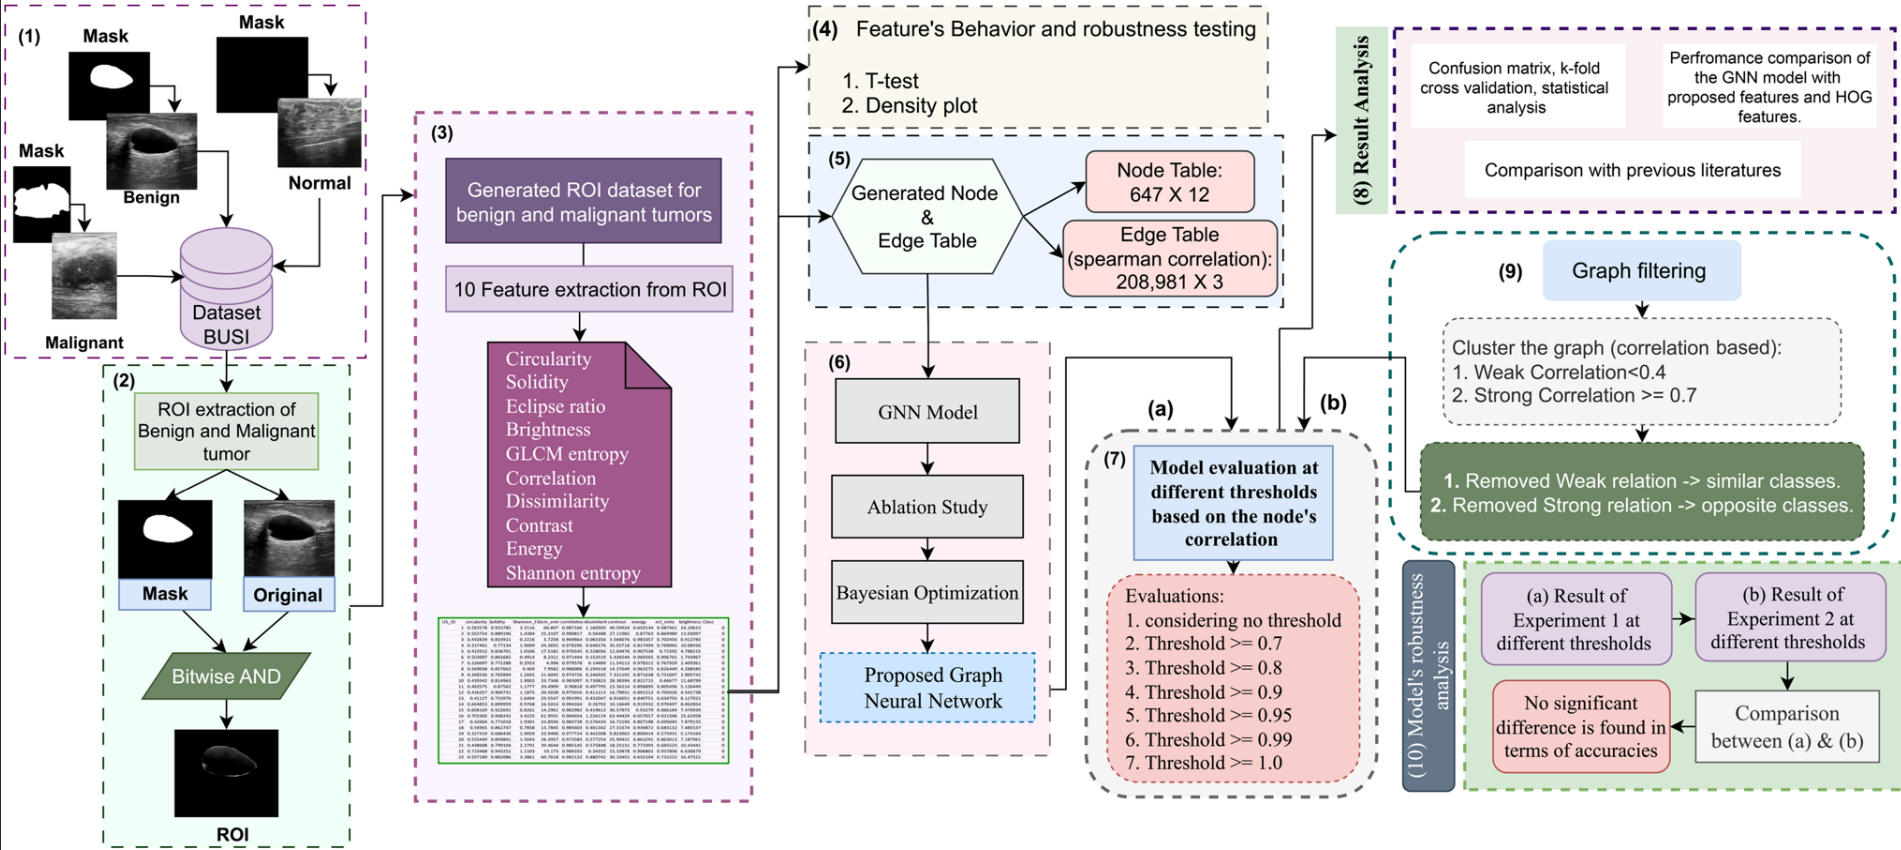 (1)
Mask
Mask
Benign
Normal
Malignant
Dataset
BUSI
(2)
ROI extraction of
Benign and Malignant
tumor
Mask
Original
Bitwise AND
ROI
(3)
Generated ROI dataset for
benign and malignant tumors
10 Feature extraction from ROI
Circularity
Solidity
Eclipse ratio
Brightness
GLCM entropy
Correlation
Dissimilarity
Contrast
Energy
Shannon entropy
(4) Feature's Behavior and robustness testing
1. T-test
2. Density plot
(5)
Generated Node
&
Edge Table
Node Table:
647 X 12
Edge Table
(spearman correlation):
208,981 X 3
(6)
GNN Model
Ablation Study
Bayesian Optimization
Proposed Graph
Neural Network
(a)
(b)
(7)
Model evaluation at
different thresholds
based on the node's
correlation
Evaluations:
1. considering no threshold
2. Threshold >= 0.7
3. Threshold >= 0.8
4. Threshold >= 0.9
5. Threshold >= 0.95
6. Threshold >= 0.99
7. Threshold >= 1.0
(8) Result Analysis
Confusion matrix, k-fold
cross validation, statistical
analysis
Perfromance comparison of
the GNN model with
proposed features and HOG
features.
Comparison with previous literatures
(9)
Graph filtering
Cluster the graph (correlation based):
1. Weak Correlation<0.4
2. Strong Correlation >= 0.7
1. Removed Weak relation -> similar classes.
2. Removed Strong relation -> opposite classes.
(10) Model's robustness
analysis
(a) Result of
Experiment 1 at
different thresholds
(b) Result of
Experiment 2 at
different thresholds
No significant
difference is found in
terms of accuracies
Comparison
between (a) & (b)